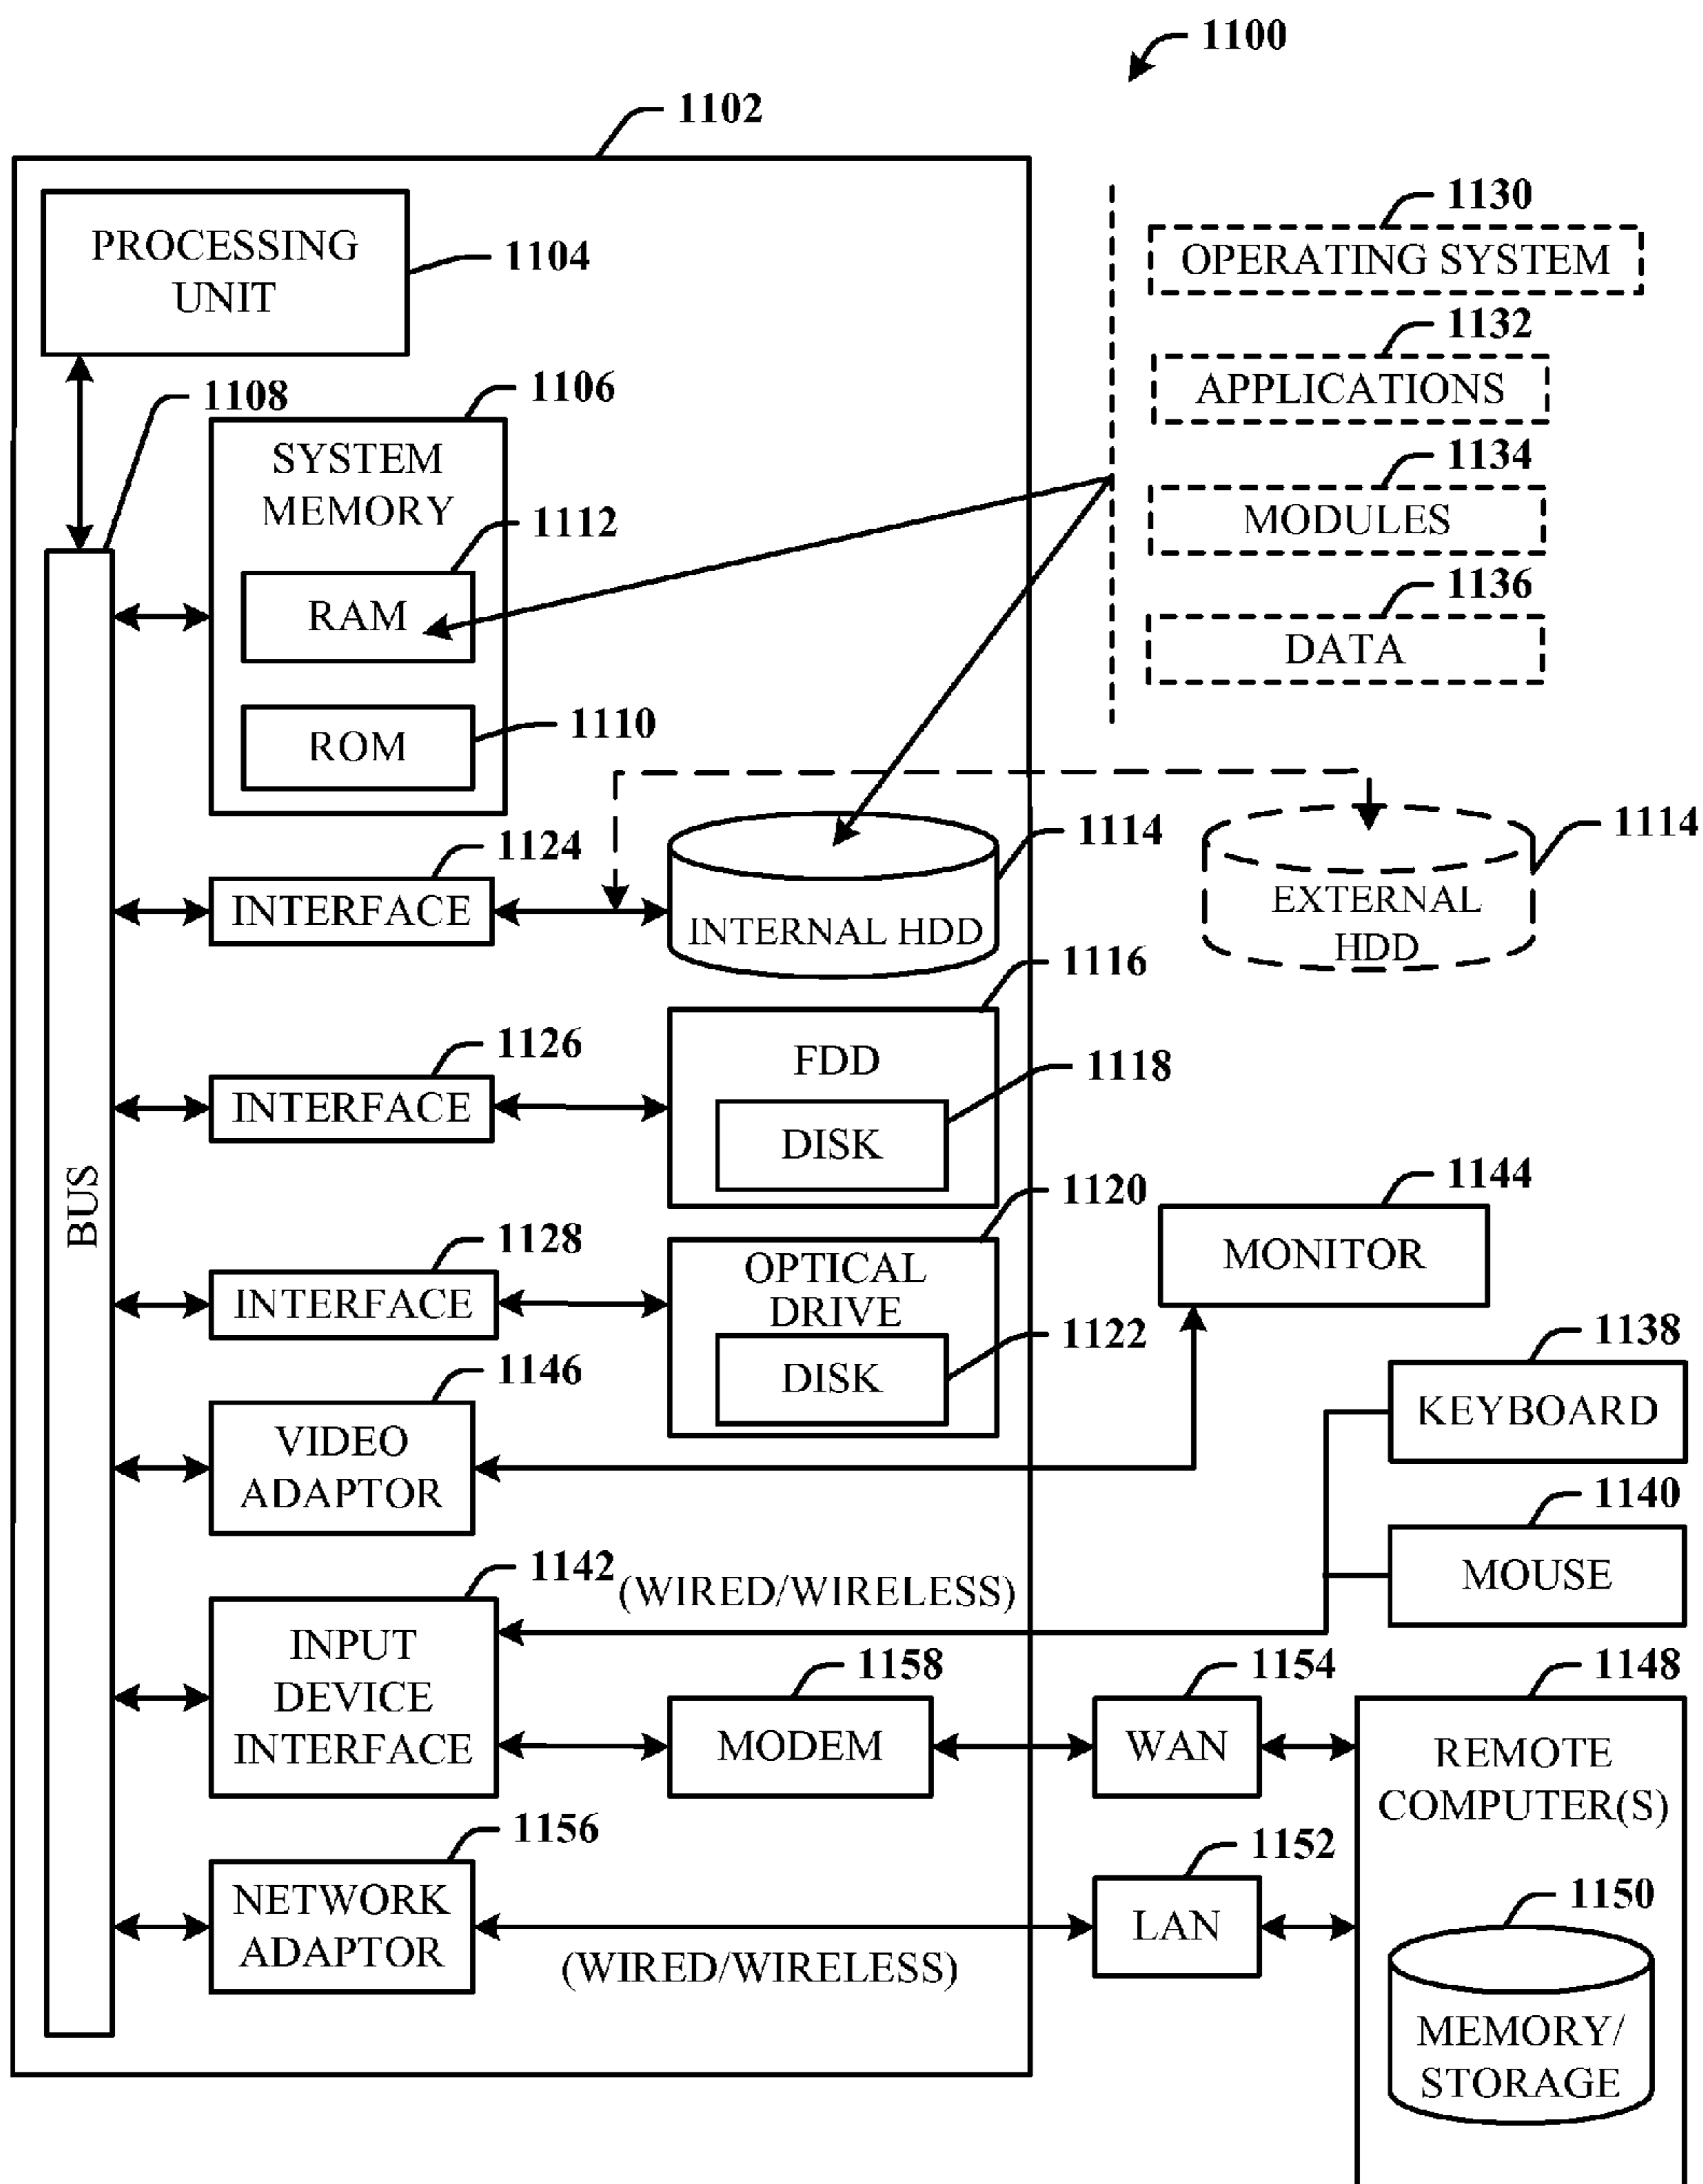 1100
1102
PROCESSING
UNIT
1104
1130
OPERATING SYSTEM
1132
APPLICATIONS
1134
MODULES
1136
DATA
1108
1106
SYSTEM
MEMORY
1112
RAM
1110
ROM
1124
INTERFACE
1114
INTERNAL HDD
1114
EXTERNAL
HDD
1126
INTERFACE
1116
FDD
1118
DISK
BUS
1128
INTERFACE
1120
OPTICAL
DRIVE
1122
DISK
1144
MONITOR
1138
KEYBOARD
1146
VIDEO
ADAPTOR
1140
MOUSE
1142
(WIRED/WIRELESS)
INPUT
DEVICE
INTERFACE
1158
MODEM
1154
WAN
1148
REMOTE
COMPUTER(S)
1156
NETWORK
ADAPTOR
(WIRED/WIRELESS)
1152
LAN
1150
MEMORY/
STORAGE